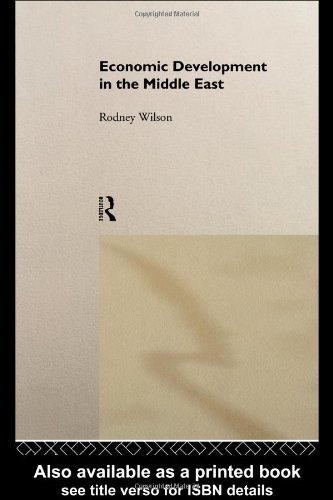 Economic Development
in the Middle East
Rodney Wilson
ROUTLEDGE
Also available as a printed book
see title verso for ISBN details